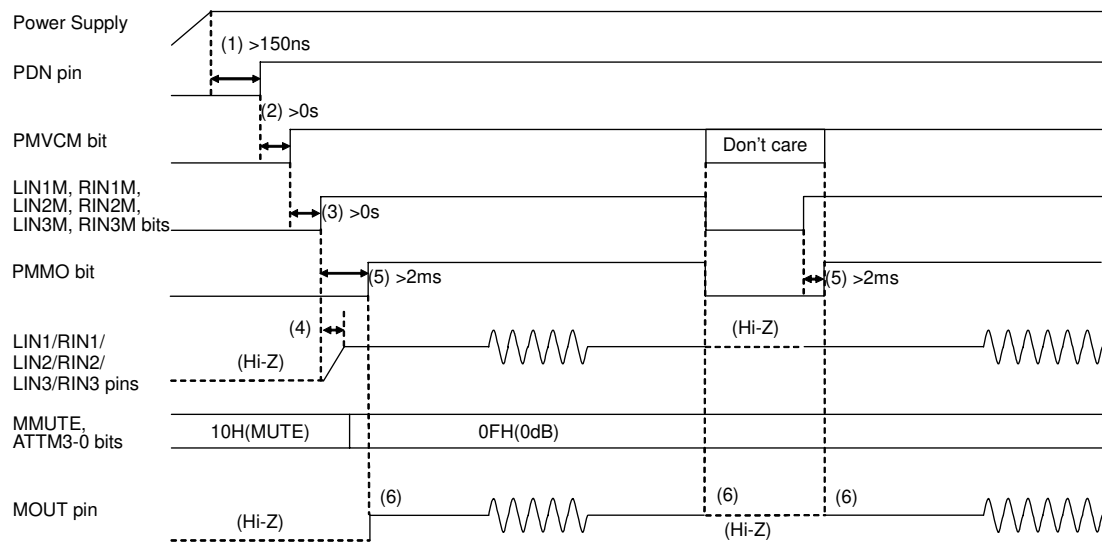 Power Supply
(1) >150ns
PDN pin
(2) >0s
PMVCM bit
Don't care
LIN1M, RIN1M,
LIN2M, RIN2M,
LIN3M, RIN3M bits
(3) >0s
PMMO bit
(5) >2ms
(5) >2ms
(4)
LIN1/RIN1/
LIN2/RIN2/
LIN3/RIN3 pins
(Hi-Z)
(Hi-Z)
MMUTE,
ATTM3-0 bits
10H(MUTE)
0FH(0dB)
MOUT pin
(Hi-Z)
(6)
(6)
(Hi-Z)
(6)